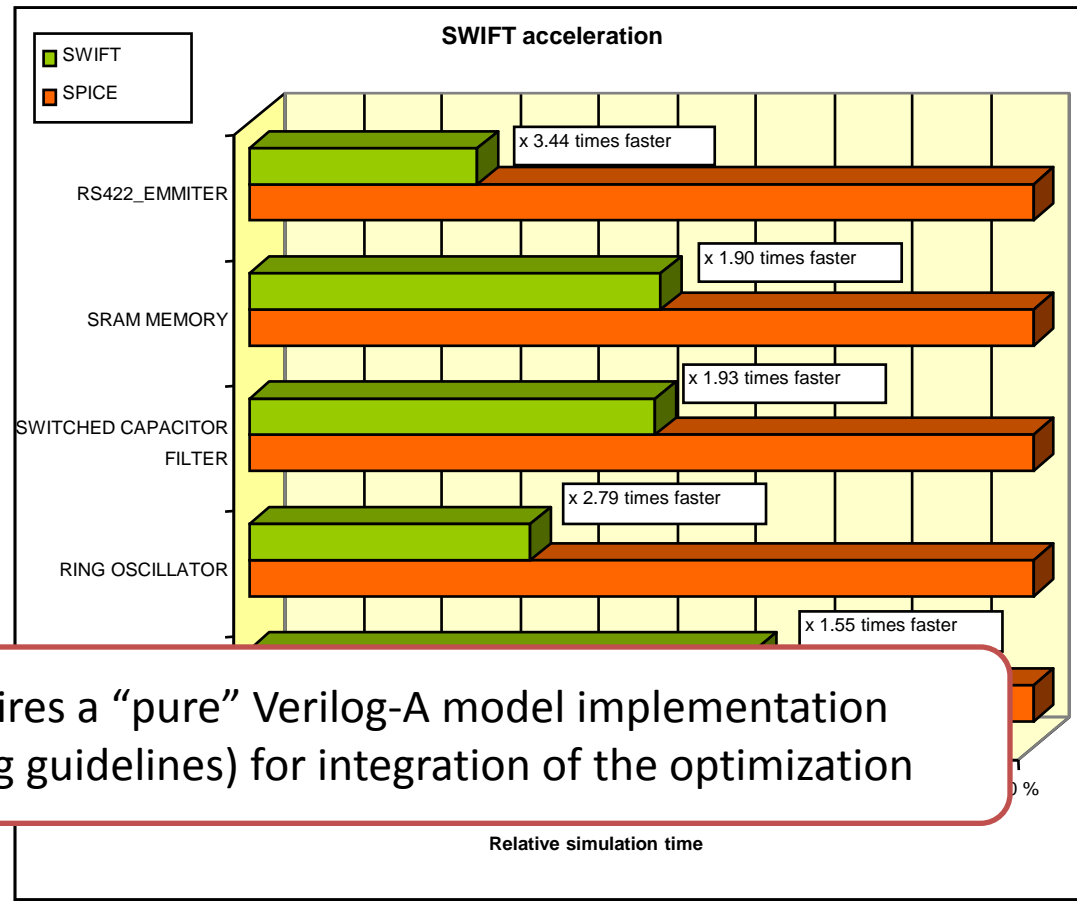 SWIFT acceleration
SWIFT
SPICE
x 3.44 times faster
RS422_EMMITER
x 1.90 times faster
SRAM MEMORY
x 1.93 times faster
SWITCHED CAPACITOR
FILTER
x 2.79 times faster
RING OSCILLATOR
x 1.55 times faster
a “pure” Verilog-A model implementation
guidelines) for integration of the optimization
%
Relative simulation time